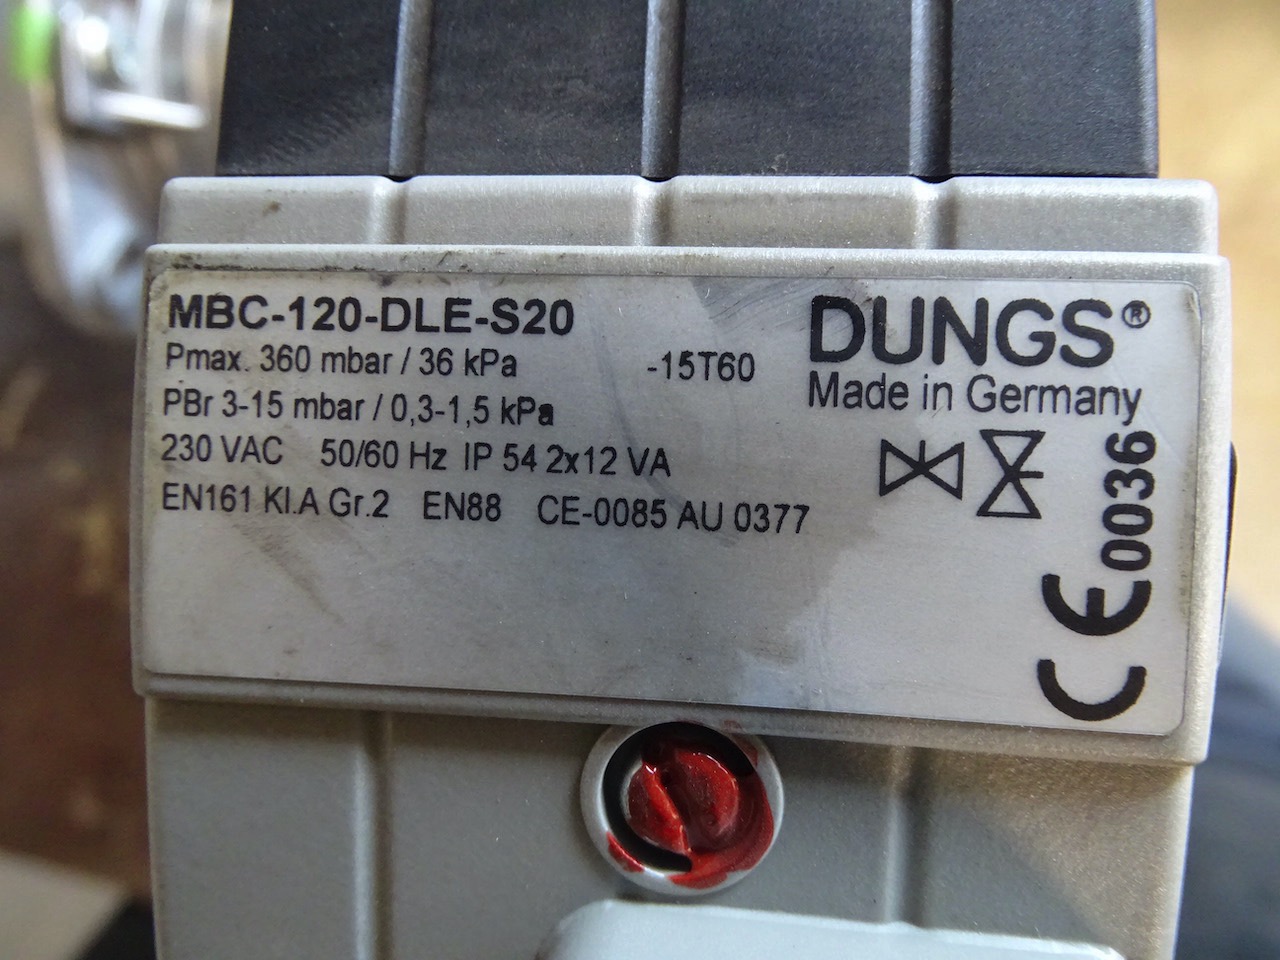 MBC-120-DLE-S20
Pmax. 360 mbar / 36 kPa -15T60
PBr 3-15 mbar / 0,3-1,5 kPa
230 VAC 50/60 Hz IP 54 2x12 VA
EN161 Kl.A Gr.2 EN88 CE-0085 AU 0377
DUNGS®
Made in Germany
CE 0036